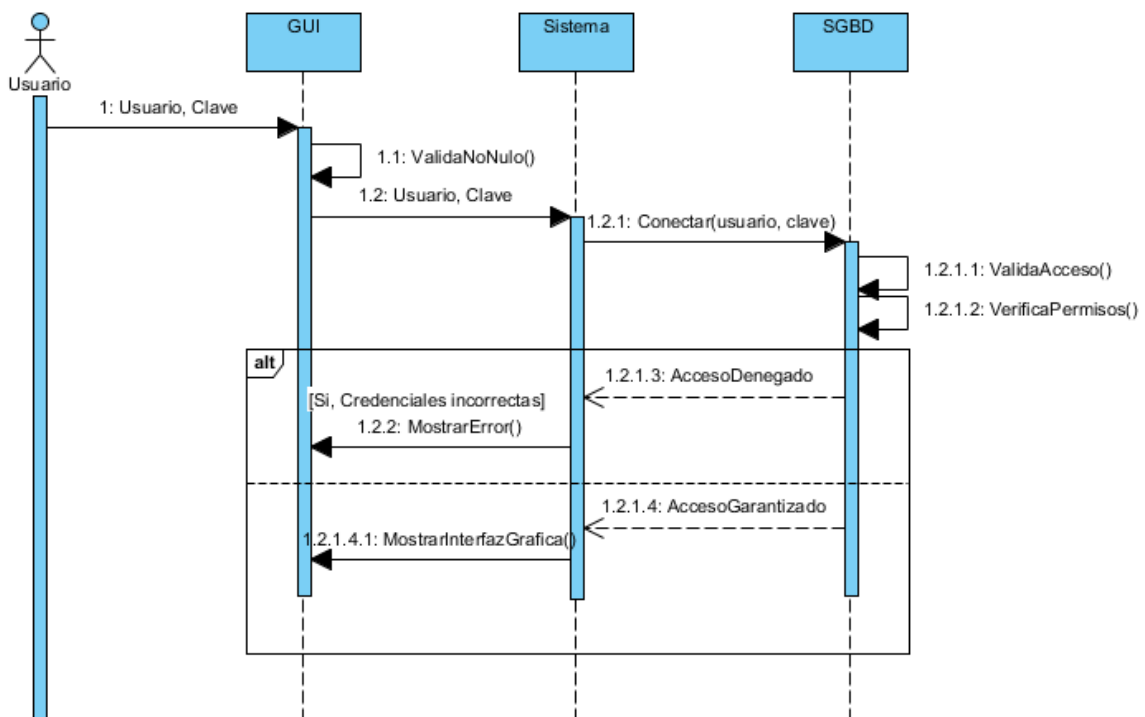 GUI
Sistema
SGBD
Usuario
1: Usuario, Clave
1.1: ValidaNoNulo()
1.2: Usuario, Clave
1.2.1: Conectar(usuario, clave)
1.2.1.1: ValidaAcceso()
1.2.1.2: VerificaPermisos()
alt
1.2.1.3: AccesoDenegado
[Si, Credenciales incorrectas]
1.2.2: MostrarError()
1.2.1.4: AccesoGarantizado
1.2.1.4.1: MostrarInterfazGrafica()